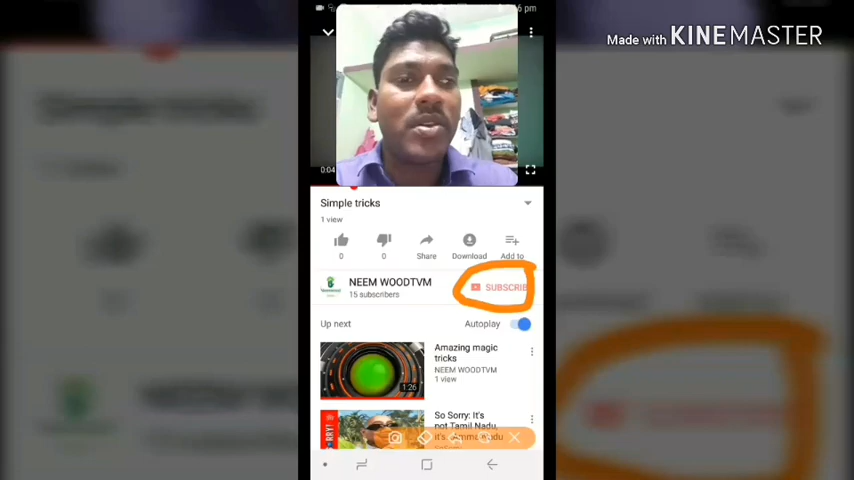 Made with KINEMASTER
0:04
Simple tricks
1 view
0
0
Share
Download
Add to
NEEM WOODTVM
15 subscribers
SUBSCRIB
Up next
Autoplay
Amazing magic
tricks
NEEM WOODTVM
1 view
1:26
So Sorry: It's
not Tamil Nadu,